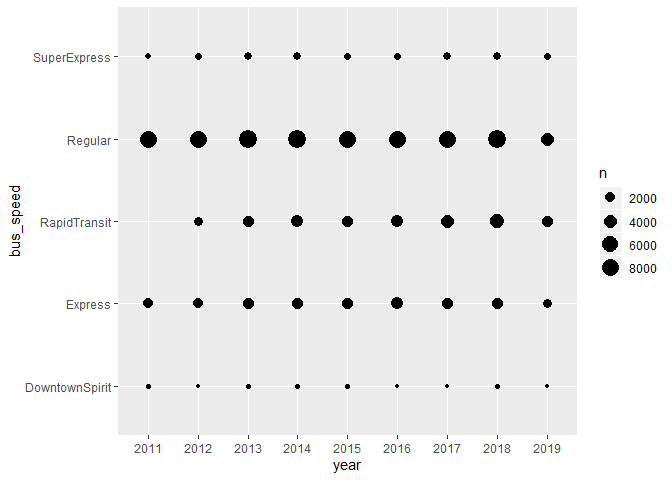 bus_speed
SuperExpress
Regular
RapidTransit
Express
DowntownSpirit
2011 2012 2013 2014 2015 2016 2017 2018 2019
year
n
2000
4000
6000
8000